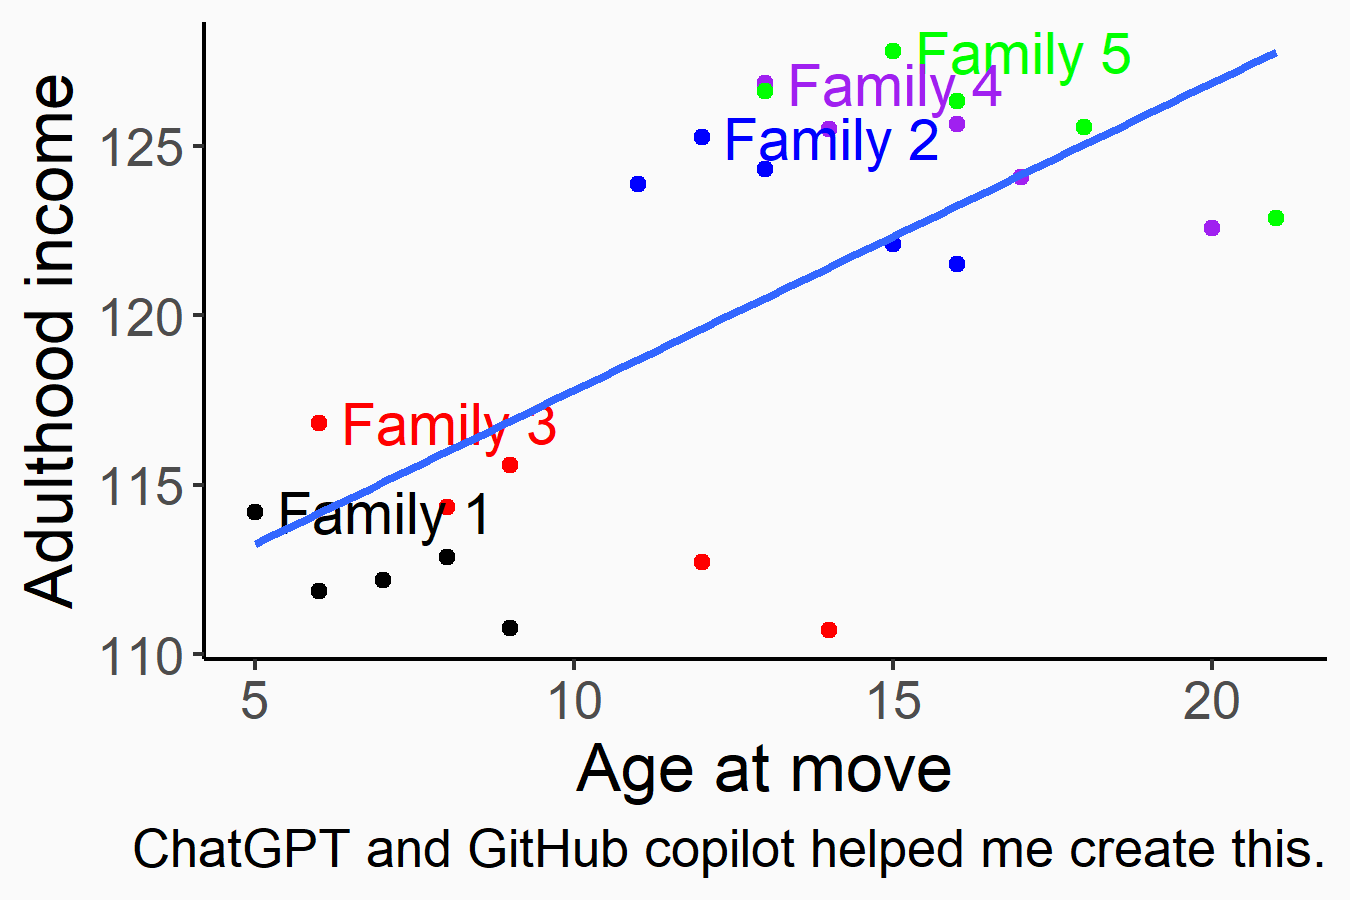 Adulthood income
125
120
115
110
Family 5
Family 4
Family 2
Family 3
Family 1
5
10
15
20
Age at move
ChatGPT and GitHub copilot helped me create this.